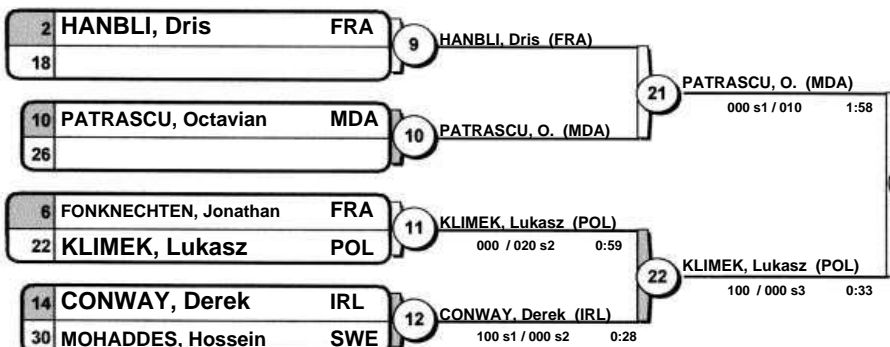 2 HANBLI, Dris FRA
18
9
HANBLI, Dris (FRA)
10 PATRASCU, Octavian MDA
26
10
PATRASCU, O. (MDA)
21
PATRASCU, O. (MDA)
000 s1 / 010 1:58
6 FONKNECHTEN, Jonathan FRA
22 KLIMEK, Lukasz POL
11
KLIMEK, Lukasz (POL)
000 / 020 s2 0:59
14 CONWAY, Derek IRL
30 MOHADDES, Hossein SWE
12
CONWAY, Derek (IRL)
100 s1 / 000 s2 0:28
22
KLIMEK, Lukasz (POL)
100 / 000 s3 0:33